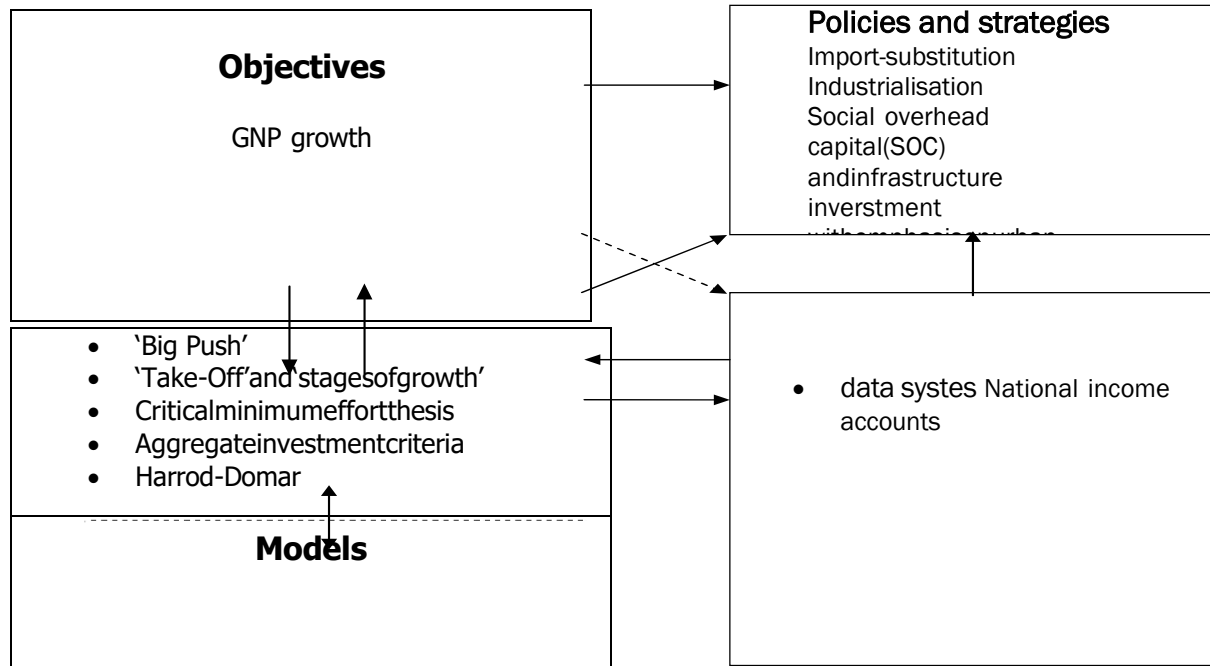 Objectives
GNP growth
Policies and strategies
Import-substitution
Industrialisation
Social overhead
capital(SOC)
andinfrastructure
inverstment
• ‘Big Push’
• ‘Take-Off’and‘stagesofgrowth’
• Criticalminimumeffortthesis
• Aggregateinvestmentcriteria
• Harrod-Domar
Models
• data systes National income
accounts